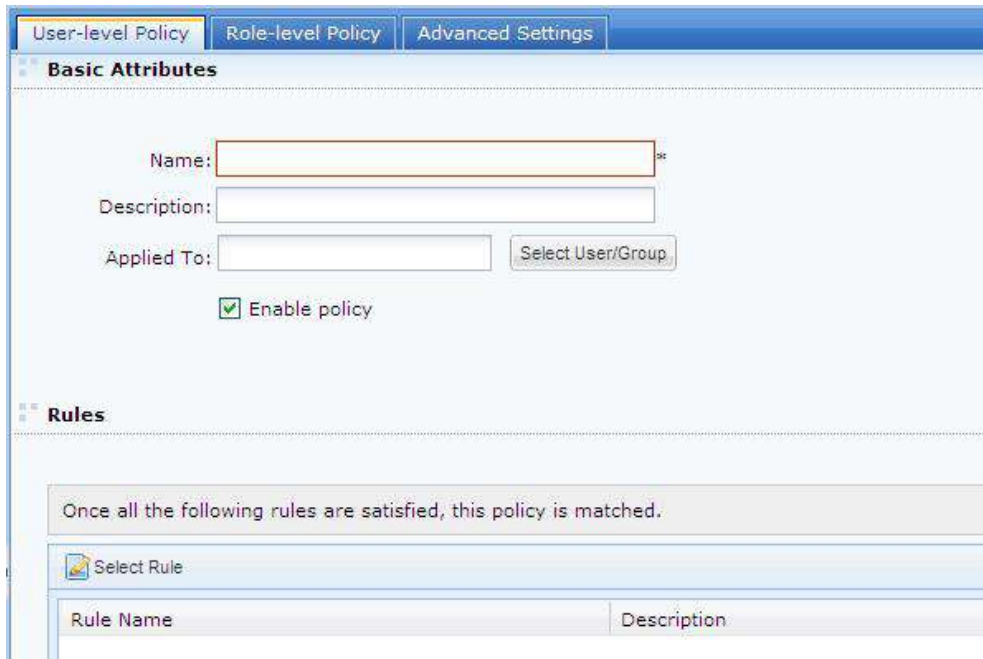 User-level Policy Role-level Policy Advanced Settings
Basic Attributes
Name: *
Description:
Applied To: Select User/Group
Enable policy
Rules
Once all the following rules are satisfied, this policy is matched.
Select Rule
Rule Name Description